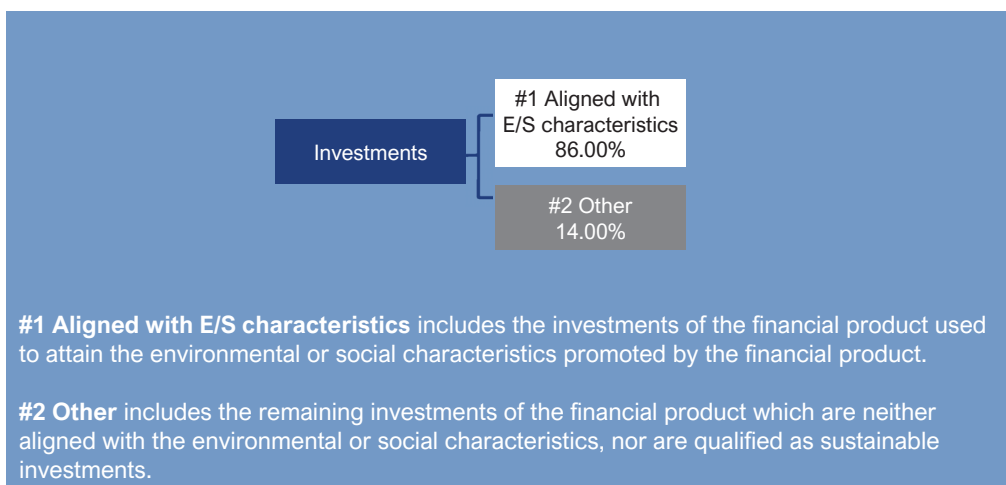 Investments
#1 Aligned with
E/S characteristics
86.00%
#2 Other
14.00%
#1 Aligned with E/S characteristics includes the investments of the financial product used
to attain the environmental or social characteristics promoted by the financial product.
#2 Other includes the remaining investments of the financial product which are neither
aligned with the environmental or social characteristics, nor are qualified as sustainable
investments.